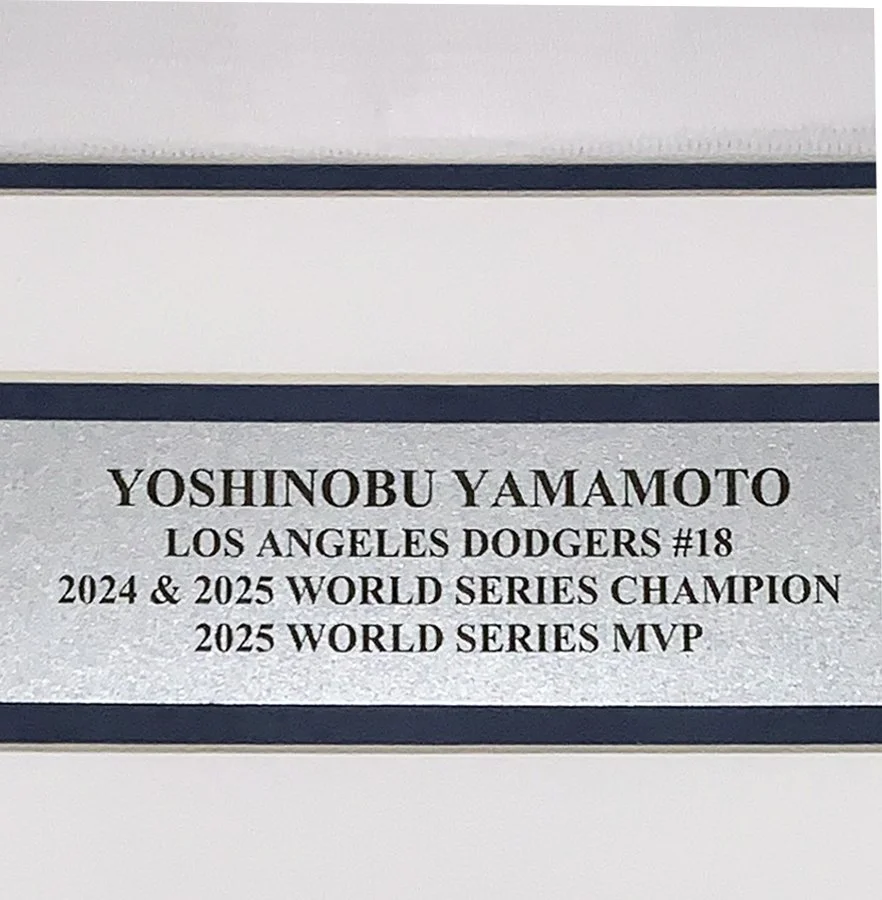 YOSHINOBU YAMAMOTO
LOS ANGELES DODGERS #18
2024 & 2025 WORLD SERIES CHAMPION
2025 WORLD SERIES MVP